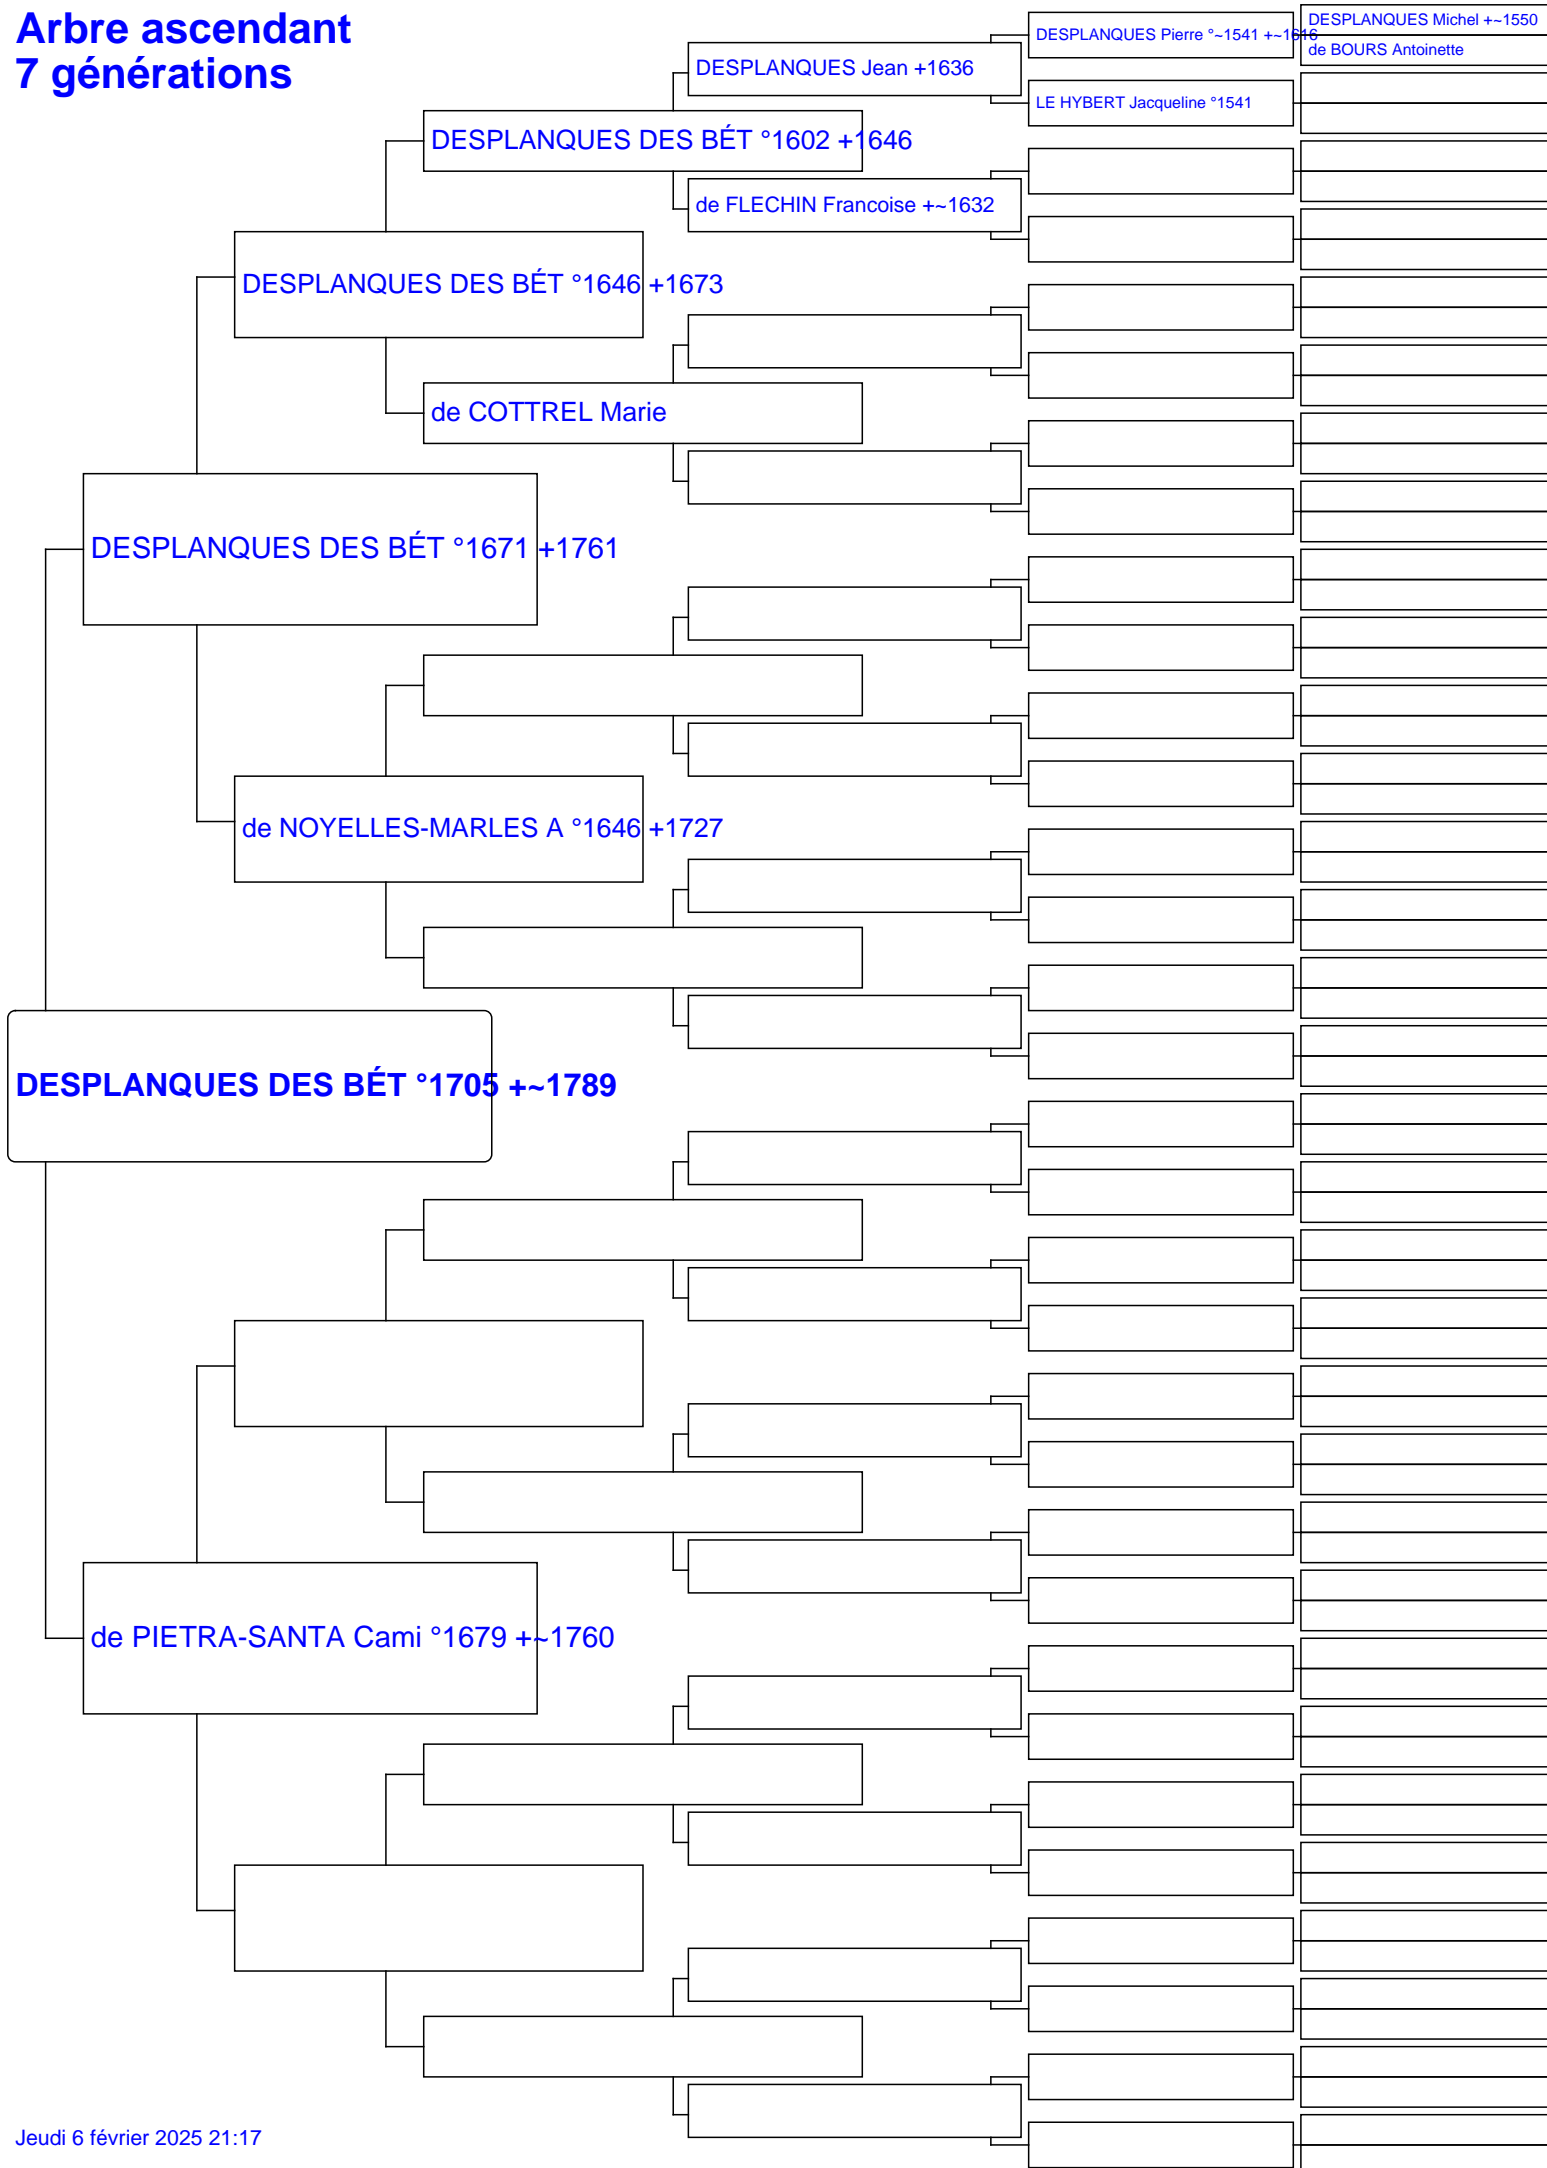 Arbre ascendant
7 générations
DESPLANQUES Michel +~1550
de BOURS Antoinette
DESPLANQUES Pierre °~1541 +~1616
DESPLANQUES Jean +1636
LE HYBERT Jacqueline °1541
DESPLANQUES DES BÉT °1602 +1646
de FLECHIN Francoise +~1632
DESPLANQUES DES BÉT °1646 +1673
de COTTREL Marie
DESPLANQUES DES BÉT °1671 +1761
de NOYELLES-MARLES A °1646 +1727
DESPLANQUES DES BÉT °1705 +~1789
de PIETRA-SANTA Cami °1679 +~1760
Jeudi 6 février 2025 21:17